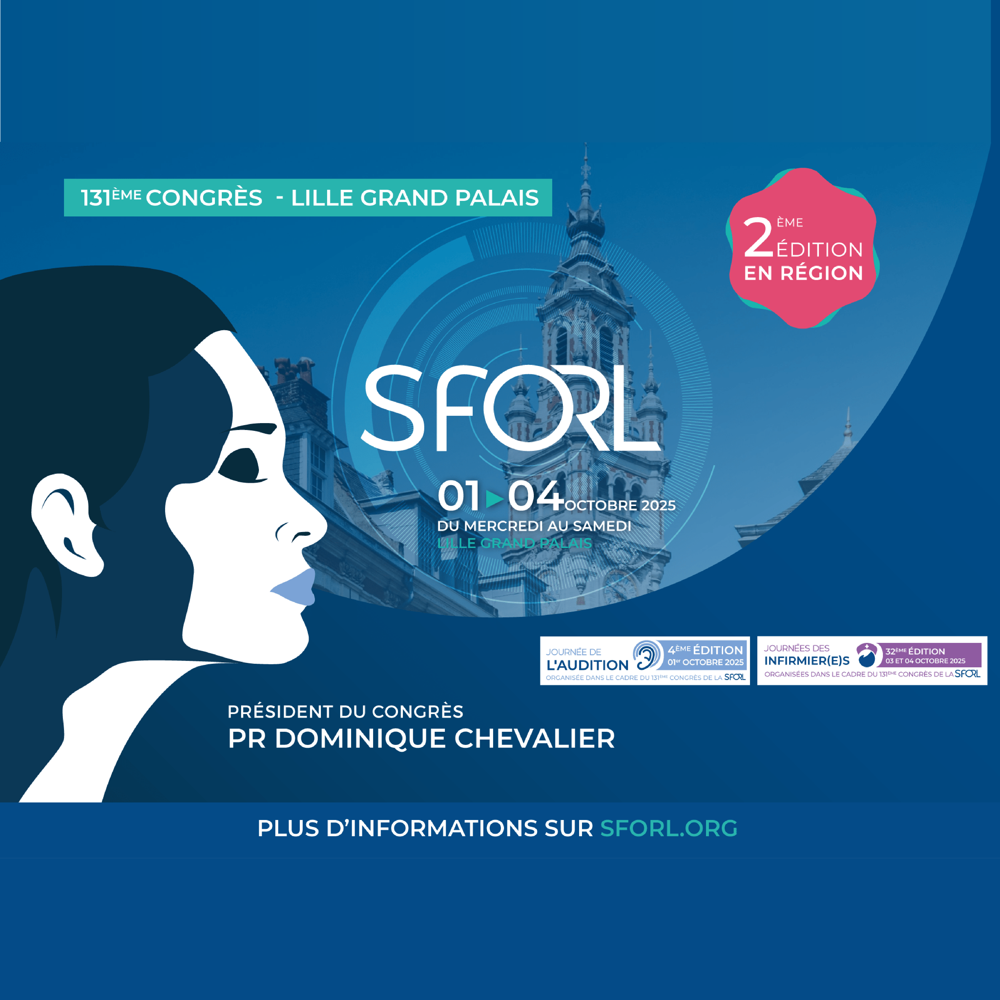 131ÈME CONGRÈS - LILLE GRAND PALAIS
2ÈME
ÉDITION
EN RÉGION
SFORL
01 ▶ 04 OCTOBRE 2025
DU MERCREDI AU SAMEDI
LILLE GRAND PALAIS
JOURNÉE DE
L'AUDITION
4ÈME ÉDITION
01er OCTOBRE 2025
ORGANISÉE DANS LE CADRE DU 131ÈME CONGRÈS DE LA SFORL
JOURNÉES DES
INFIRMIER(E)S
32ÈME ÉDITION
03 ET 04 OCTOBRE 2025
ORGANISÉES DANS LE CADRE DU 131EME CONGRÈS DE LA SFORL
PRÉSIDENT DU CONGRÈS
PR DOMINIQUE CHEVALIER
PLUS D’INFORMATIONS SUR SFORL.ORG